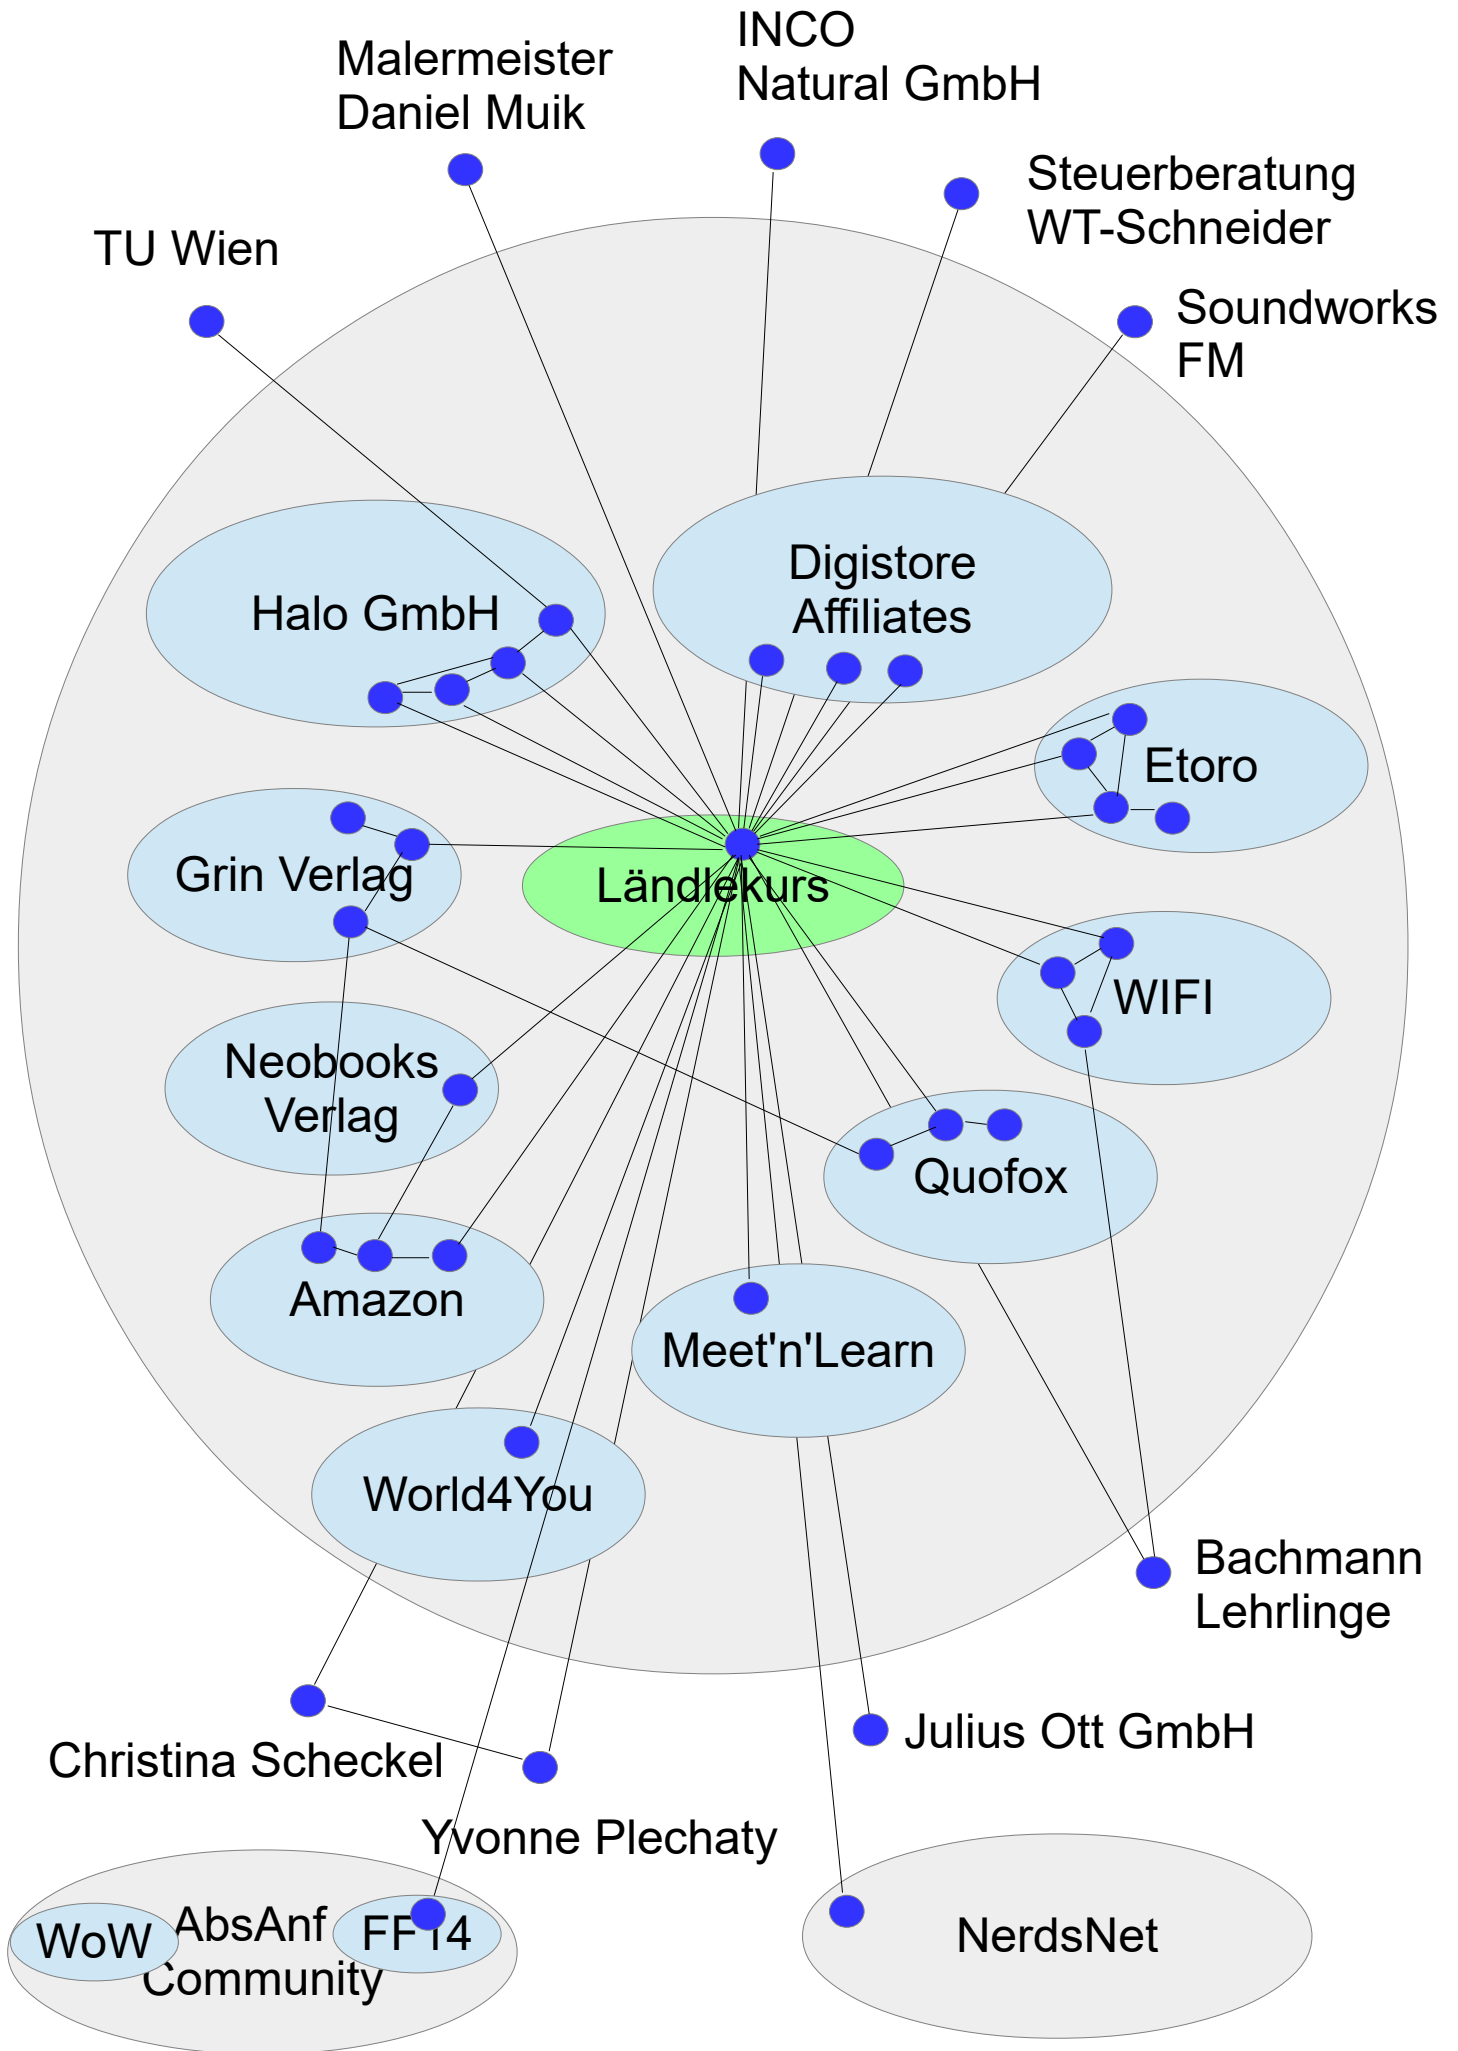 INCO
Natural GmbH
Malermeister
Daniel Muik
Steuerberatung
WT-Schneider
TU Wien
Soundworks
FM
Digistore
Affiliates
Halo GmbH
Etoro
Grin Verlag
Ländlekurs
WIFI
Neobooks
Verlag
Quofox
Amazon
Meet'n'Learn
World4You
Bachmann
Lehrlinge
Christina Scheckel
Julius Ott GmbH
Yvonne Plechaty
WoW
AbsAnf
Community
FF14
NerdsNet